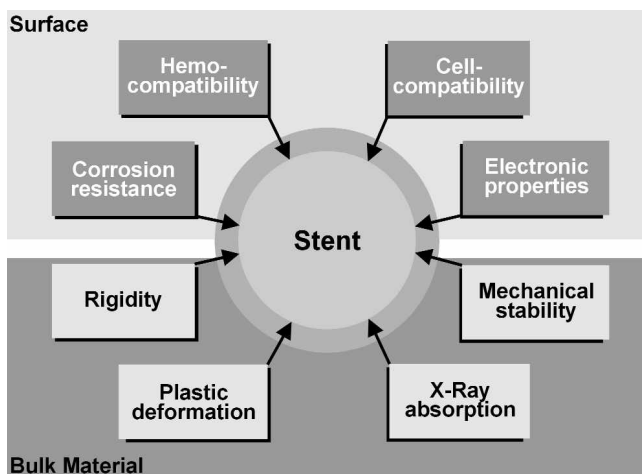 Surface
Hemo-
compatibility
Cell-
compatibility
Corrosion
resistance
Electronic
properties
Stent
Rigidity
Mechanical
stability
Plastic
deformation
X-Ray
absorption
Bulk Material